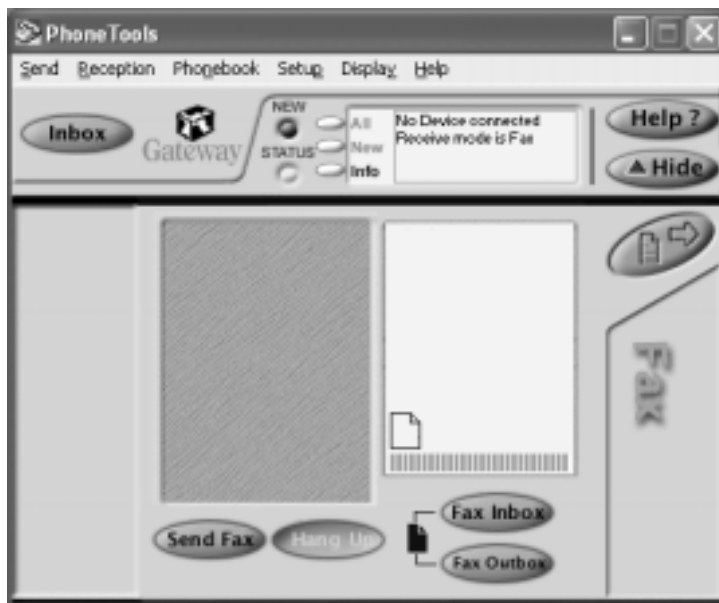 PhoneTools
Send Reception Phonebook Setup Display Help
Inbox
Gateway
NEW
STATUS
All
New
Info
No Device connected
Receive mode is Fax
Help ?
Hide
Fax
Send Fax
Hang Up
Fax Inbox
Fax Outbox